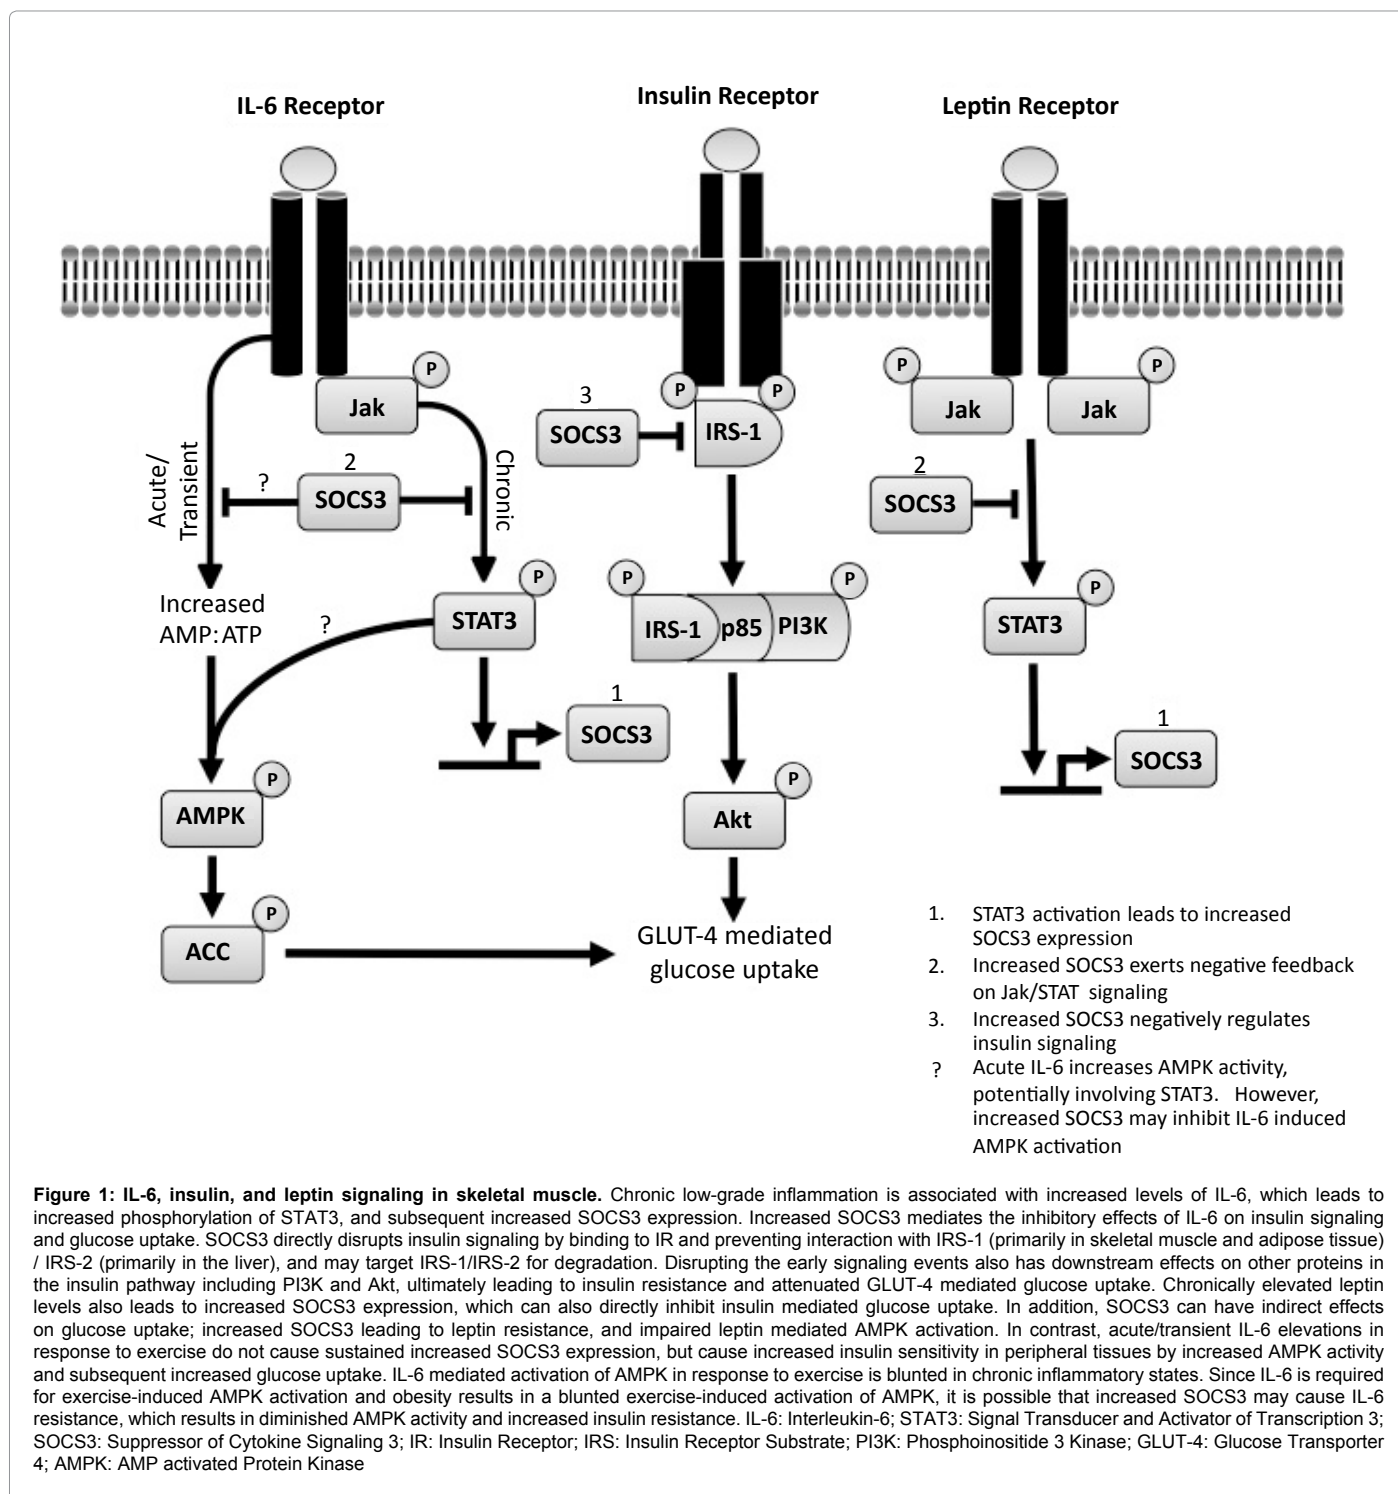 IL-6 Receptor
Insulin Receptor
Leptin Receptor
P
Jak
P
P
IRS-1
3
SOCS3
P
Jak
P
Jak
Acute/
Transient
?
2
SOCS3
Chronic
2
SOCS3
Increased
AMP:ATP
?
P
STAT3
P
IRS-1
p85
PI3K
P
P
STAT3
1
SOCS3
1
SOCS3
P
AMPK
P
Akt
P
ACC
GLUT-4 mediated
glucose uptake
1. STAT3 activation leads to increased
SOCS3 expression
2. Increased SOCS3 exerts negative feedback
on Jak/STAT signaling
3. Increased SOCS3 negatively regulates
insulin signaling
? Acute IL-6 increases AMPK activity,
potentially involving STAT3. However,
increased SOCS3 may inhibit IL-6 induced
AMPK activation
Figure 1: IL-6, insulin, and leptin signaling in skeletal muscle. Chronic low-grade inflammation is associated with increased levels of IL-6, which leads to
increased phosphorylation of STAT3, and subsequent increased SOCS3 expression. Increased SOCS3 mediates the inhibitory effects of IL-6 on insulin signaling
and glucose uptake. SOCS3 directly disrupts insulin signaling by binding to IR and preventing interaction with IRS-1 (primarily in skeletal muscle and adipose tissue)
/ IRS-2 (primarily in the liver), and may target IRS-1/IRS-2 for degradation. Disrupting the early signaling events also has downstream effects on other proteins in
the insulin pathway including PI3K and Akt, ultimately leading to insulin resistance and attenuated GLUT-4 mediated glucose uptake. Chronically elevated leptin
levels also leads to increased SOCS3 expression, which can also directly inhibit insulin mediated glucose uptake. In addition, SOCS3 can have indirect effects
on glucose uptake; increased SOCS3 leading to leptin resistance, and impaired leptin mediated AMPK activation. In contrast, acute/transient IL-6 elevations in
response to exercise do not cause sustained increased SOCS3 expression, but cause increased insulin sensitivity in peripheral tissues by increased AMPK activity
and subsequent increased glucose uptake. IL-6 mediated activation of AMPK in response to exercise is blunted in chronic inflammatory states. Since IL-6 is required
for exercise-induced AMPK activation and obesity results in a blunted exercise-induced activation of AMPK, it is possible that increased SOCS3 may cause IL-6
resistance, which results in diminished AMPK activity and increased insulin resistance. IL-6: Interleukin-6; STAT3: Signal Transducer and Activator of Transcription 3;
SOCS3: Suppressor of Cytokine Signaling 3; IR: Insulin Receptor; IRS: Insulin Receptor Substrate; PI3K: Phosphoinositide 3 Kinase; GLUT-4: Glucose Transporter
4; AMPK: AMP activated Protein Kinase